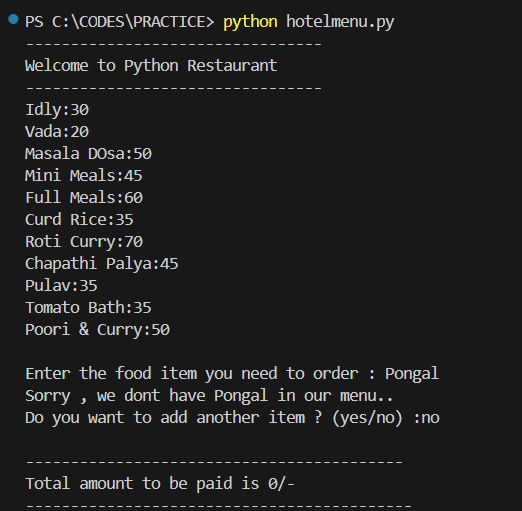 PS C:\CODES\PRACTICE> python hotelmenu.py
---------------------------------
Welcome to Python Restaurant
---------------------------------
Idly:30
Vada:20
Masala DOsa:50
Mini Meals:45
Full Meals:60
Curd Rice:35
Roti Curry:70
Chapathi Palya:45
Pulav:35
Tomato Bath:35
Poori & Curry:50
Enter the food item you need to order : Pongal
Sorry , we dont have Pongal in our menu..
Do you want to add another item ? (yes/no) :no
------------------------------------------
Total amount to be paid is 0/-
-------------------------------------------